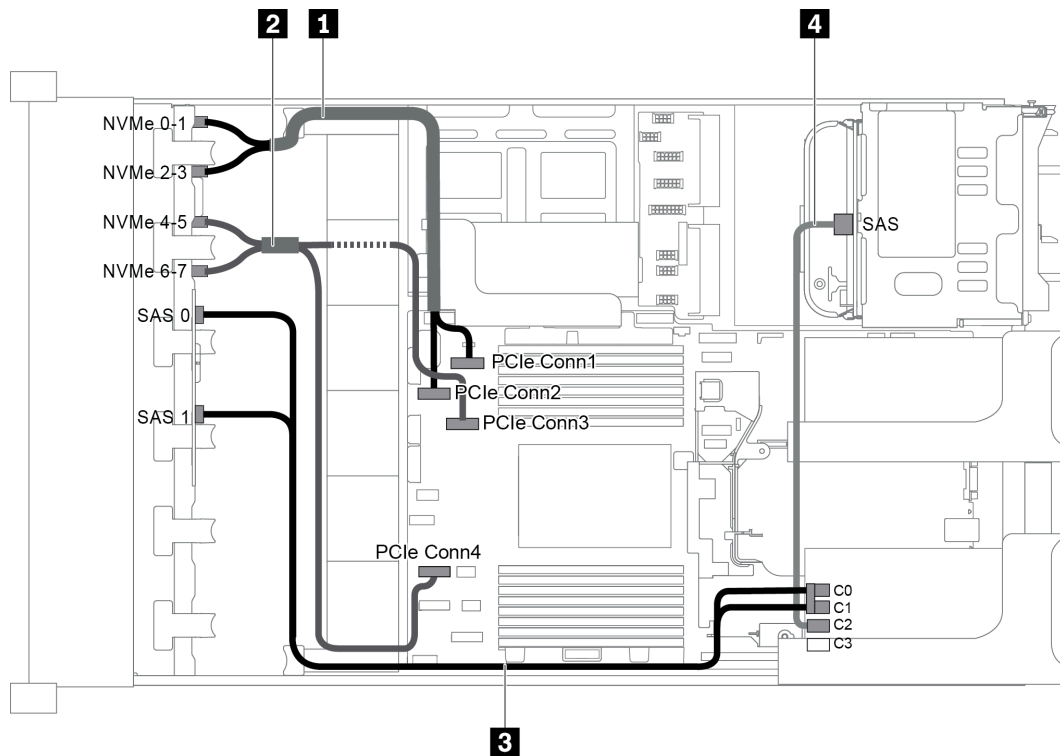 2
1
4
NVMe 0-1
NVMe 2-3
NVMe 4-5
SAS
NVMe 6-7
SAS 0
PCIe Conn1
PCIe Conn2
SAS 1
PCIe Conn3
PCIe Conn4
C0
C1
C2
C3
3